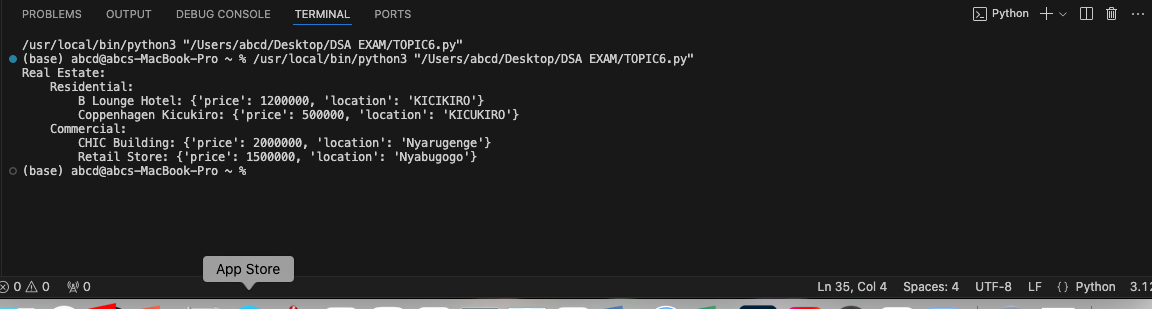 PROBLEMS OUTPUT DEBUG CONSOLE TERMINAL PORTS Python
/usr/local/bin/python3 "/Users/abcd/Desktop/DSA EXAM/TOPIC6.py"
(base) abcd@abcs-MacBook-Pro ~ % /usr/local/bin/python3 "/Users/abcd/Desktop/DSA EXAM/TOPIC6.py"
Real Estate:
    Residential:
        B Lounge Hotel: {'price': 1200000, 'location': 'KICIKIRO'}
        Coppenhagen Kicukiro: {'price': 500000, 'location': 'KICUKIRO'}
    Commercial:
        CHIC Building: {'price': 2000000, 'location': 'Nyarugenge'}
        Retail Store: {'price': 1500000, 'location': 'Nyabugogo'}
(base) abcd@abcs-MacBook-Pro ~ %
App Store
0 0 0 Ln 35, Col 4 Spaces: 4 UTF-8 LF {} Python 3.12